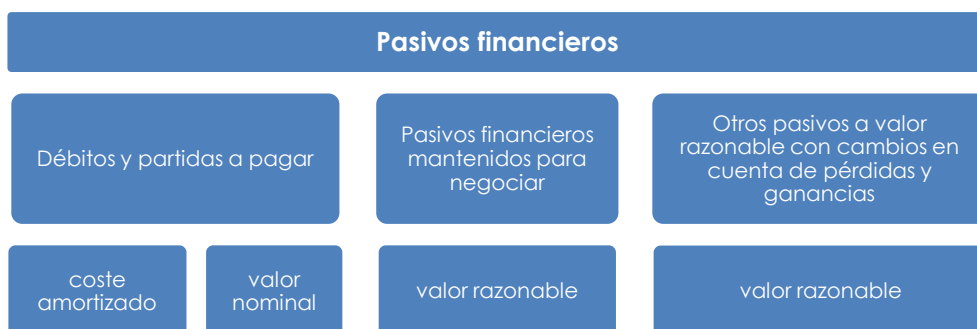 Pasivos financieros
Débitos y partidas a pagar
Pasivos financieros
mantenidos para
negociar
Otros pasivos a valor
razonable con cambios en
cuenta de pérdidas y
ganancias
coste
amortizado
valor
nominal
valor razonable
valor razonable